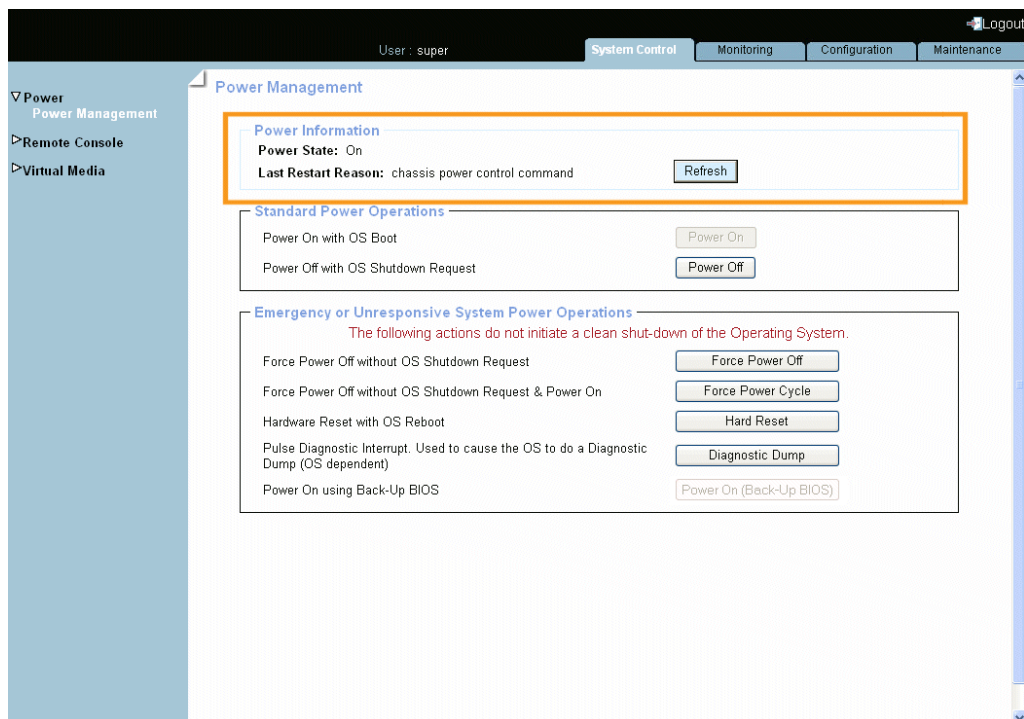 Logout
User : super
System Control
Monitoring
Configuration
Maintenance
Power
Power Management
Remote Console
Virtual Media
Power Management
Power Information
Power State: On
Last Restart Reason: chassis power control command
Refresh
Standard Power Operations
Power On with OS Boot
Power On
Power Off with OS Shutdown Request
Power Off
Emergency or Unresponsive System Power Operations
The following actions do not initiate a clean shut-down of the Operating System.
Force Power Off without OS Shutdown Request
Force Power Off
Force Power Off without OS Shutdown Request & Power On
Force Power Cycle
Hardware Reset with OS Reboot
Hard Reset
Pulse Diagnostic Interrupt. Used to cause the OS to do a Diagnostic
Dump (OS dependent)
Diagnostic Dump
Power On using Back-Up BIOS
Power On (Back-Up BIOS)